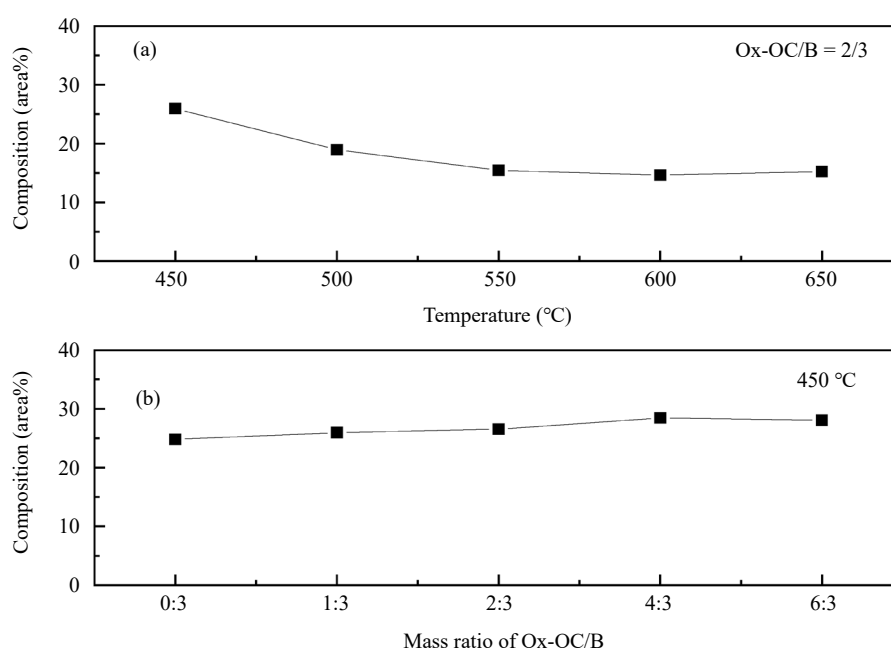 40
(a)
Ox-OC/B = 2/3
30
20
10
0
Composition (area%)
450 500 550 600 650
Temperature (℃)
40
(b)
450 ℃
30
20
10
0
Composition (area%)
0:3 1:3 2:3 4:3 6:3
Mass ratio of Ox-OC/B